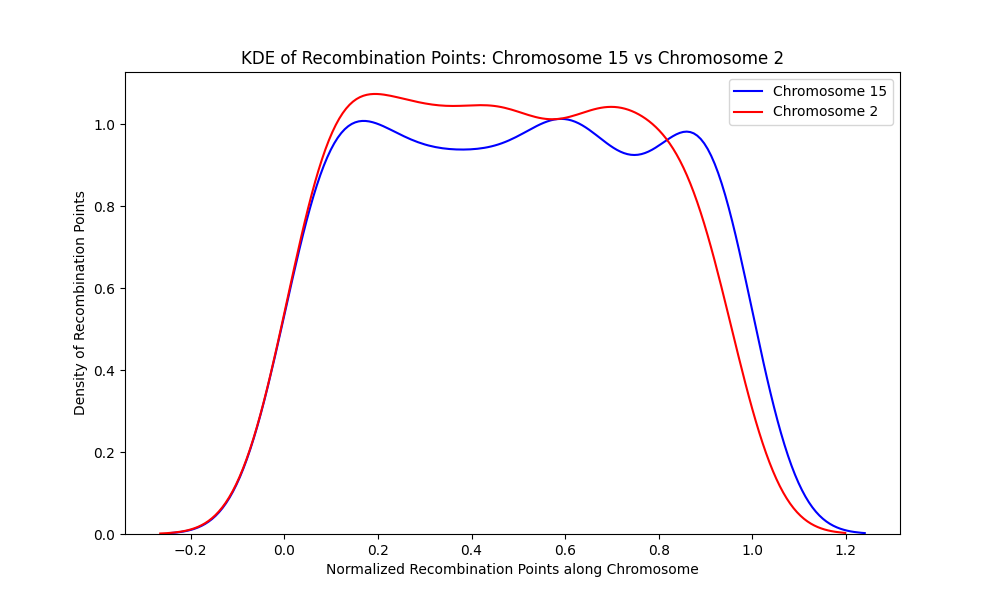 KDE of Recombination Points: Chromosome 15 vs Chromosome 2
Chromosome 15
Chromosome 2
Density of Recombination Points
1.0
0.8
0.6
0.4
0.2
0.0
−0.2 0.0 0.2 0.4 0.6 0.8 1.0 1.2
Normalized Recombination Points along Chromosome